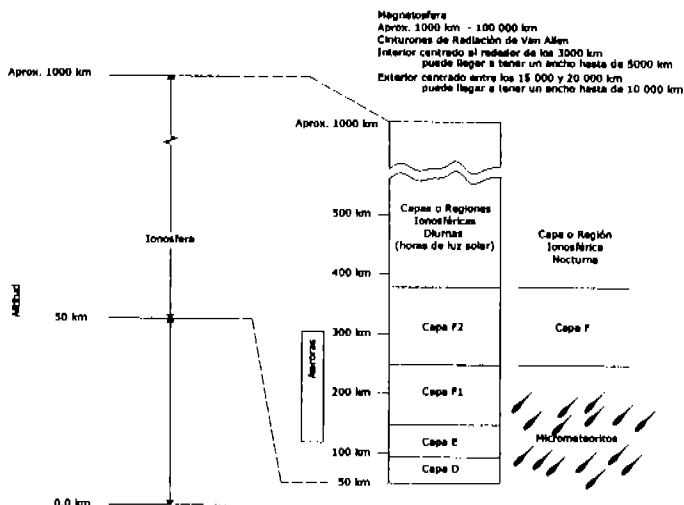 Magnetosfera
Aprox. 1000 km - 100 000 km
Cinturones de Radiación de Van Allen
Interior centrado al rededor de los 3000 km
puede llegar a tener un ancho hasta de 5000 km
Exterior centrado entre los 15 000 y 20 000 km
puede llegar a tener un ancho hasta de 10 000 km
Aprox. 1000 km
Aprox. 1000 km
Capas o Regiones
Ionosféricas
Diurnas
(horas de luz solar)
Capa o Región
Ionosférica
Nocturna
500 km
400 km
Ionosfera
Altitud
50 km
Auroras
300 km
Capa F2
Capa F
200 km
Capa F1
Capa E
Micrometeoritos
100 km
Capa D
50 km
0.0 km